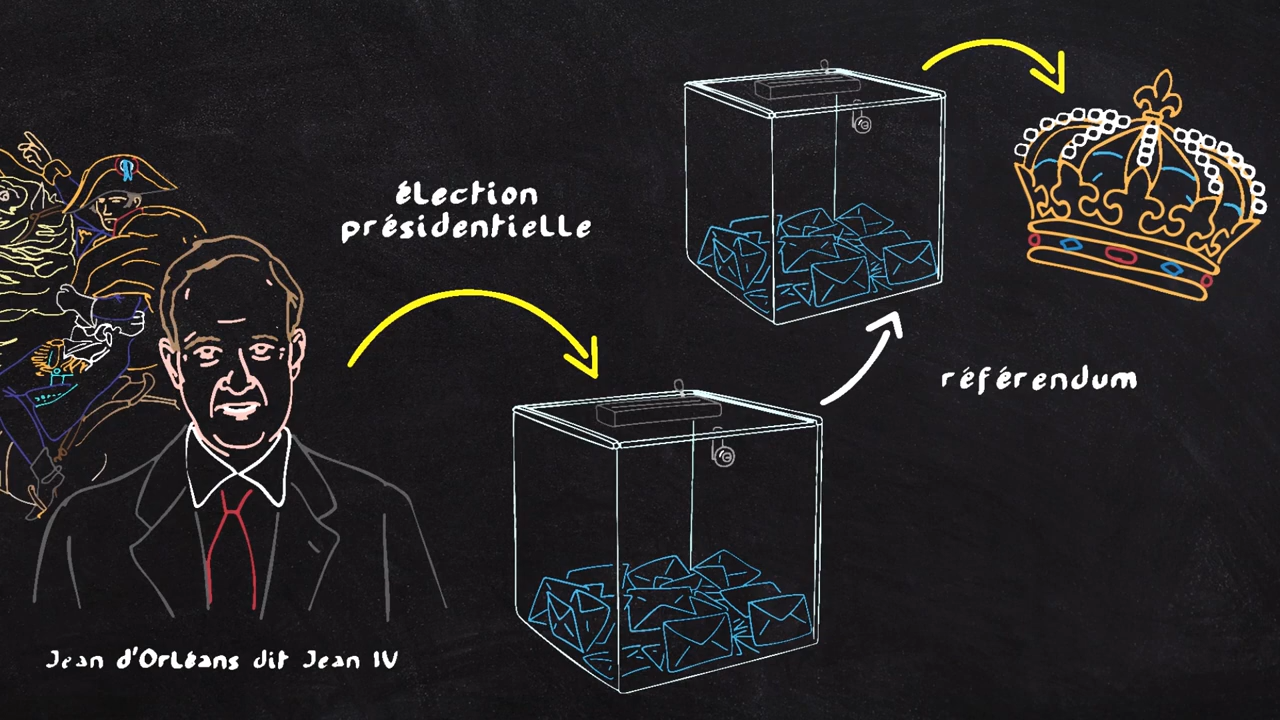 élection
présidentielle
référendum
Jean d'Orléans dit Jean IV